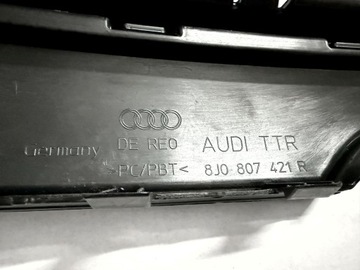 Germany DE REO AUDI TTR
>PC/PBT< 8J0 807 421 R